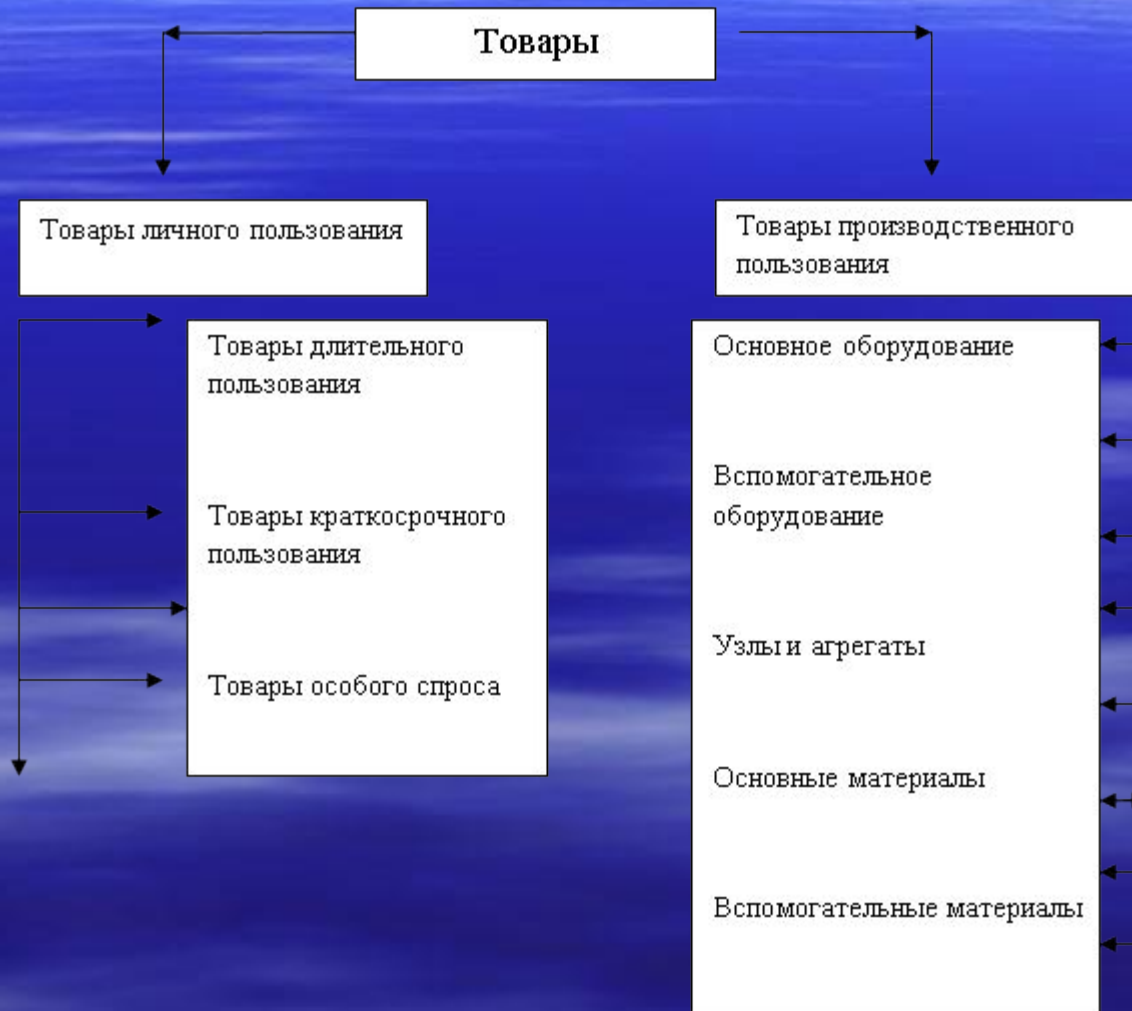 Товары
Товары личного пользования
Товары длительного
пользования
Товары краткосрочного
пользования
Товары особого спроса
Товары производственного
пользования
Основное оборудование
Вспомогательное
оборудование
Узлы и агрегаты
Основные материалы
Вспомогательные материалы